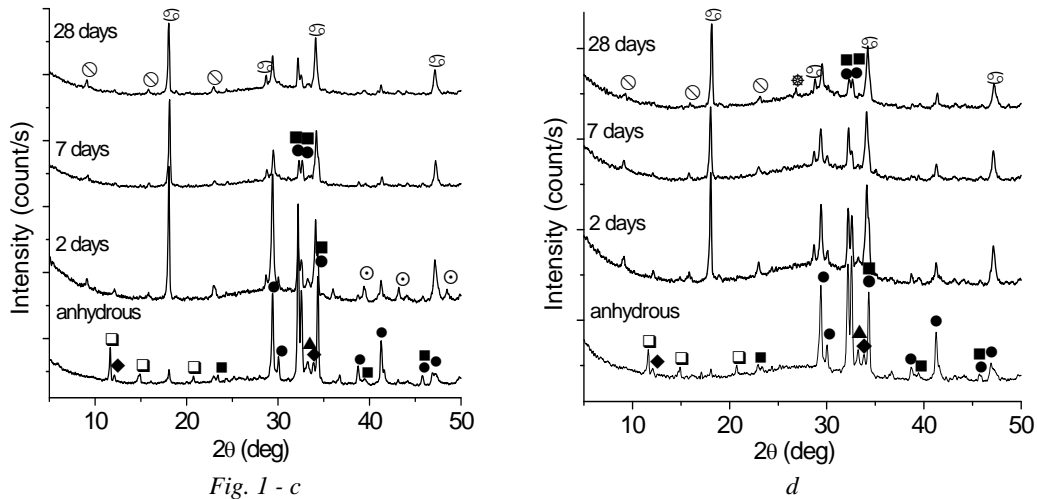 28 days
7 days
2 days
anhydrous
Intensity (count/s)
10 20 30 40 50
2θ (deg)
Fig. 1 - c
28 days
7 days
2 days
anhydrous
Intensity (count/s)
10 20 30 40 50
2θ (deg)
d